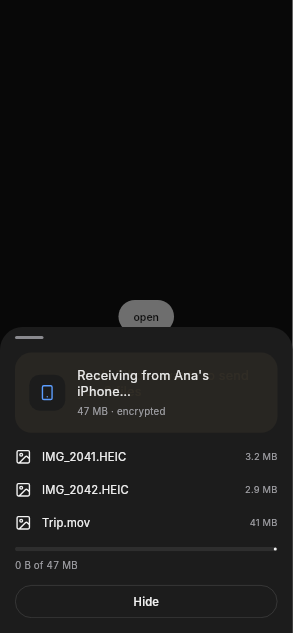 open
Receiving from Ana's
iPhone...
47 MB · encrypted
IMG_2041.HEIC
3.2 MB
IMG_2042.HEIC
2.9 MB
Trip.mov
41 MB
0 B of 47 MB
Hide